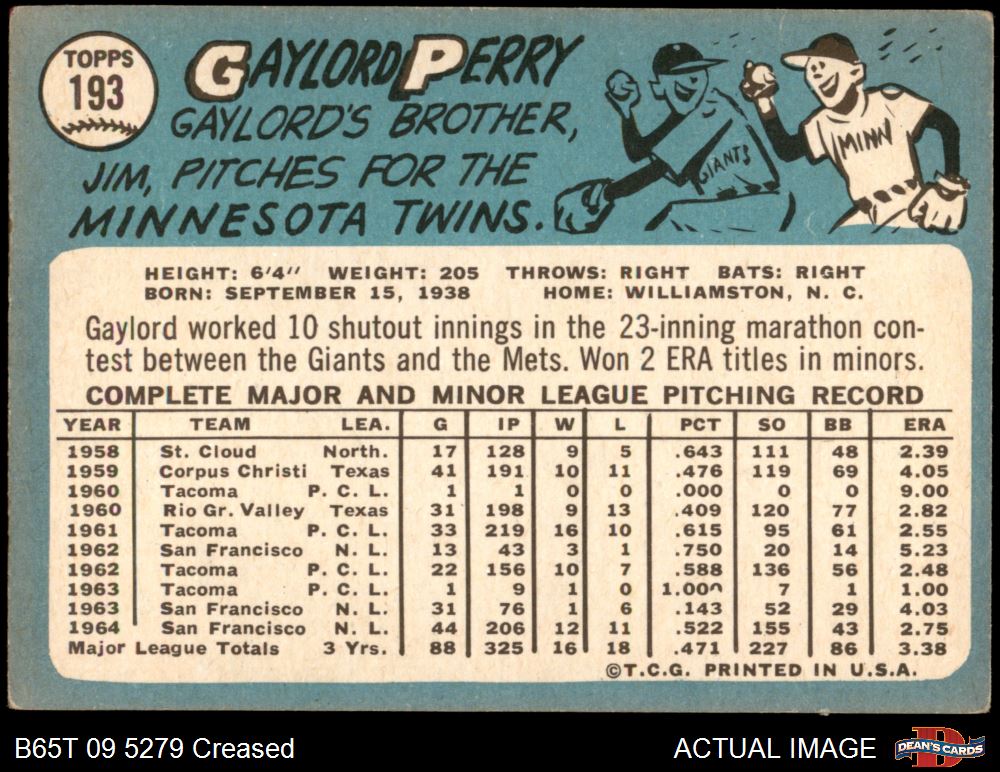 TOPPS
193
GAYLORD PERRY
GAYLORD'S BROTHER,
JIM, PITCHES FOR THE
MINNESOTA TWINS.
GIANTS
MINN
HEIGHT: 6'4" WEIGHT: 205 THROWS: RIGHT BATS: RIGHT
BORN: SEPTEMBER 15, 1938 HOME: WILLIAMSTON, N. C.
Gaylord worked 10 shutout innings in the 23-inning marathon con-
test between the Giants and the Mets. Won 2 ERA titles in minors.
COMPLETE MAJOR AND MINOR LEAGUE PITCHING RECORD
YEAR TEAM LEA. G IP W L PCT SO BB ERA
1958 St. Cloud North. 17 128 9 5 .643 111 48 2.39
1959 Corpus Christi Texas 41 191 10 11 .476 119 69 4.05
1960 Tacoma P. C. L. 1 1 0 0 .000 0 0 9.00
1960 Rio Gr. Valley Texas 31 198 9 13 .409 120 77 2.82
1961 Tacoma P. C. L. 33 219 16 10 .615 95 61 2.55
1962 San Francisco N. L. 13 43 3 1 .750 20 14 5.23
1962 Tacoma P. C. L. 22 156 10 7 .588 136 56 2.48
1963 Tacoma P. C. L. 1 9 1 0 1.000 7 1 1.00
1963 San Francisco N. L. 31 76 1 6 .143 52 29 4.03
1964 San Francisco N. L. 44 206 12 11 .522 155 43 2.75
Major League Totals 3 Yrs. 88 325 16 18 .471 227 86 3.38
©T.C.G. PRINTED IN U.S.A.
B65T 09 5279 Creased
ACTUAL IMAGE
D
DEAN'S CARDS